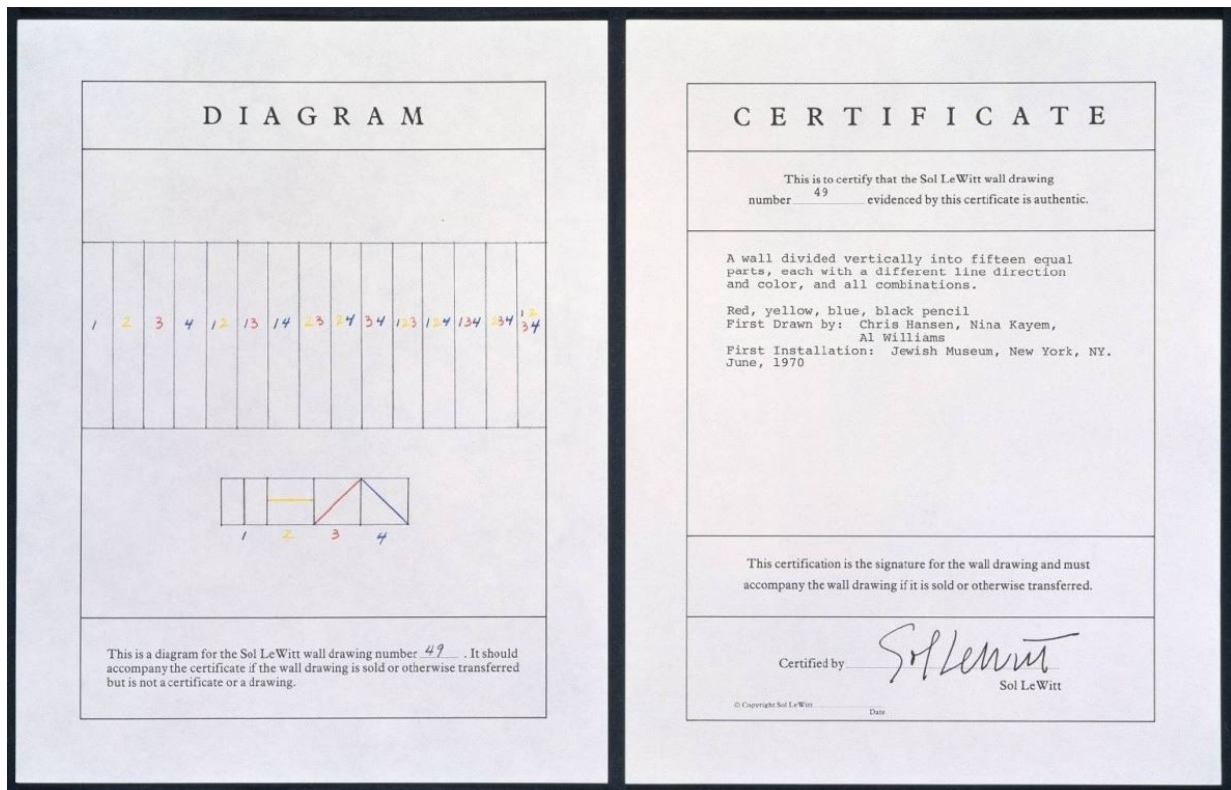 DIAGRAM
1 2 3 4 12 13 14 23 24 34 123 124 134 234 12
34
1 2 3 4
This is a diagram for the Sol LeWitt wall drawing number 49 . It should
accompany the certificate if the wall drawing is sold or otherwise transferred
but is not a certificate or a drawing.
CERTIFICATE
This is to certify that the Sol LeWitt wall drawing
number 49 evidenced by this certificate is authentic.
A wall divided vertically into fifteen equal
parts, each with a different line direction
and color, and all combinations.
Red, yellow, blue, black pencil
First Drawn by: Chris Hansen, Nina Kayem,
Al Williams
First Installation: Jewish Museum, New York, NY.
June, 1970
This certification is the signature for the wall drawing and must
accompany the wall drawing if it is sold or otherwise transferred.
Certified by Sol LeWitt
Sol LeWitt
© Copyright Sol LeWitt
Date